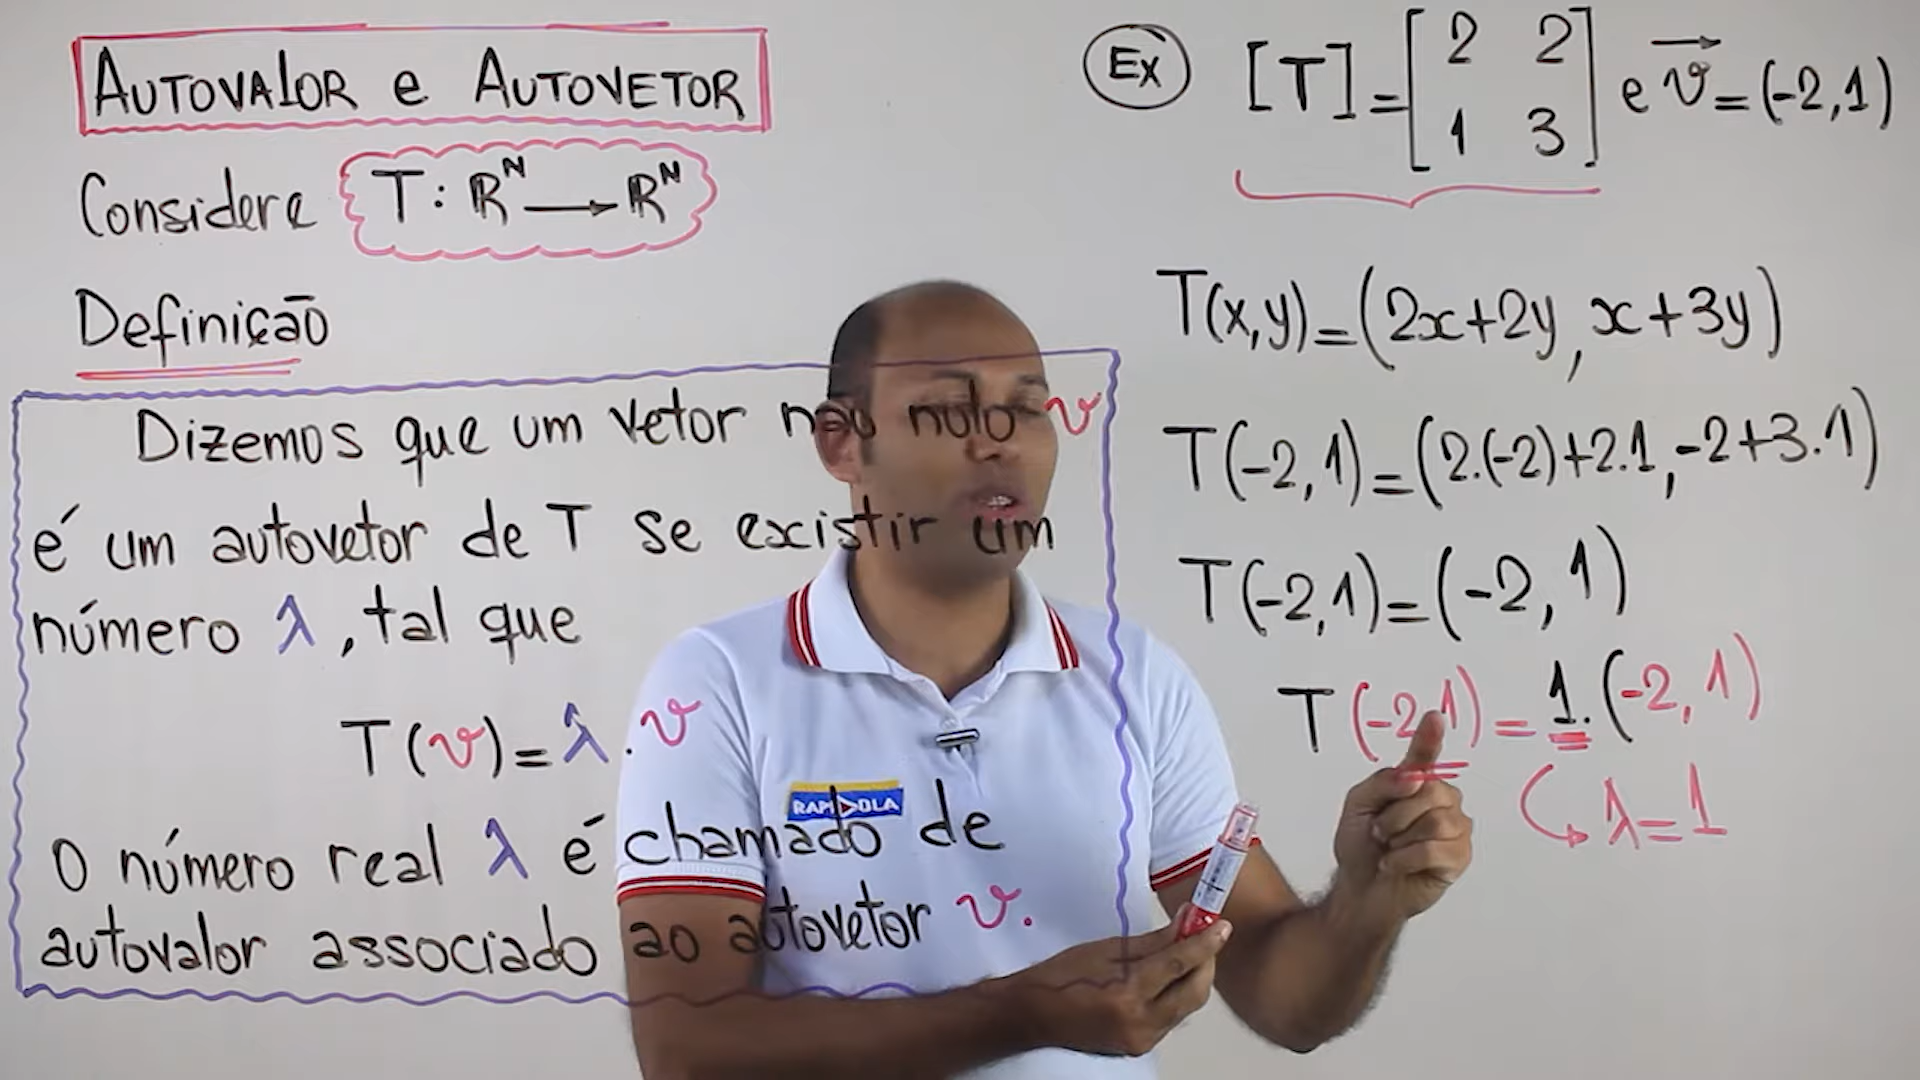 AUTOVALOR e AUTOVETOR
Considere T: ℝᴺ → ℝᴺ
Definição
Dizemos que um vetor não nulo v
é um autovetor de T se existir um
número λ, tal que
T(v)=λ.v
O número real λ é chamado de
autovalor associado ao autovetor v.
Ex [T]=[2 2
1 3] e v⃗=(-2,1)
T(x,y)=(2x+2y, x+3y)
T(-2,1)=(2.(-2)+2.1, -2+3.1)
T(-2,1)=(-2, 1)
T(-2,1)=1.(-2, 1)
λ=1